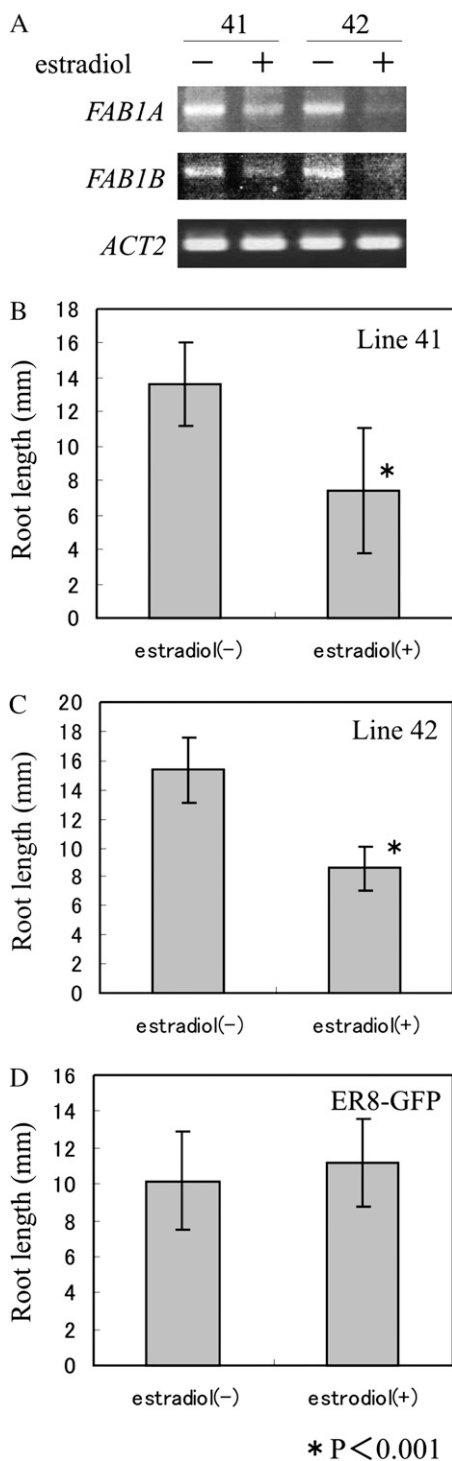 A
41 42
estradiol − + − +
FAB1A
FAB1B
ACT2
B
Line 41
Root length (mm)
18
16
14
12
10
8
6
4
2
0
*
estradiol(-) estradiol(+)
C
Line 42
Root length (mm)
20
18
16
14
12
10
8
6
4
2
0
*
estradiol(-) estradiol(+)
D
ER8-GFP
Root length (mm)
16
14
12
10
8
6
4
2
0
estradiol(-) estrodiol(+)
* P<0.001